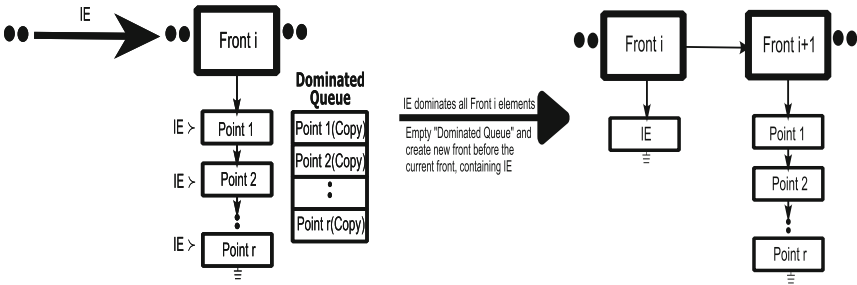 IE
Front i
Dominated
Queue
IE ≻
Point 1
Point 1(Copy)
IE ≻
Point 2
Point 2(Copy)
IE ≻
Point r
Point r(Copy)
IE dominates all Front i elements
Empty "Dominated Queue" and
create new front before the
current front, containing IE
Front i
Front i+1
IE
Point 1
Point 2
Point r